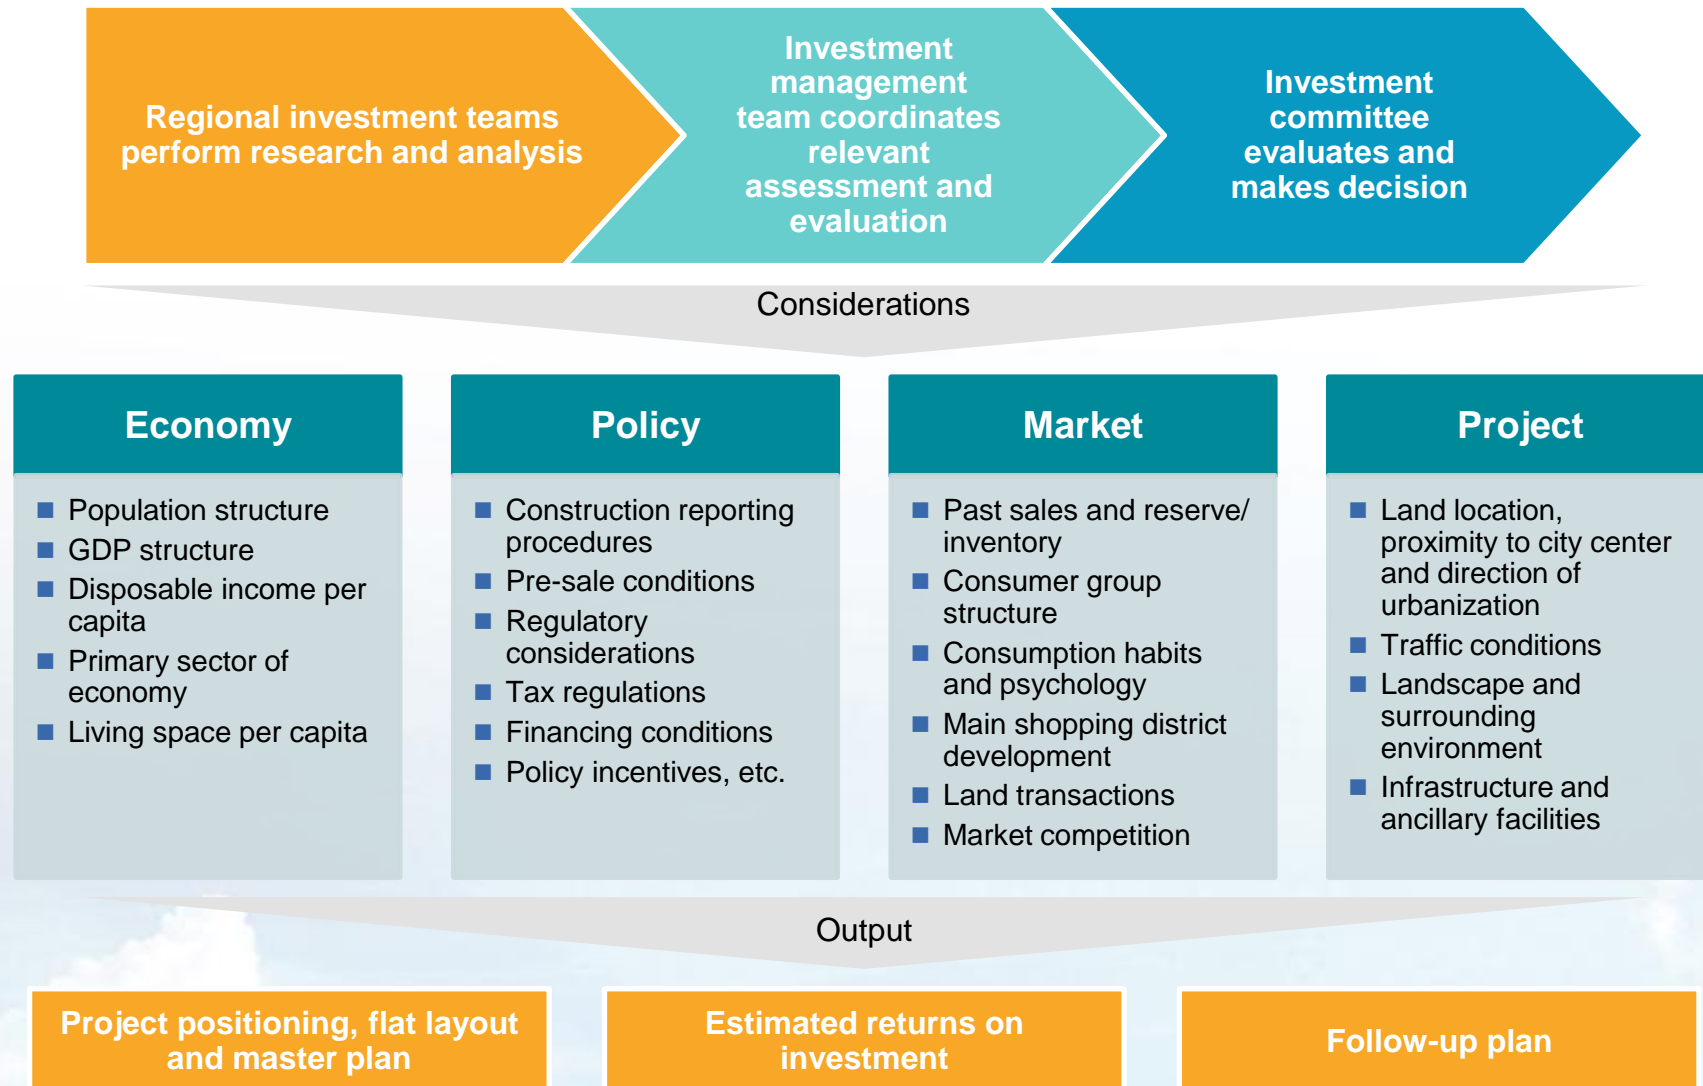 Regional investment teams
perform research and analysis
Investment
management
team coordinates
relevant
assessment and
evaluation
Investment
committee
evaluates and
makes decision
Considerations
Economy
Population structure
GDP structure
Disposable income per
capita
Primary sector of
economy
Living space per capita
Policy
Construction reporting
procedures
Pre-sale conditions
Regulatory
considerations
Tax regulations
Financing conditions
Policy incentives, etc.
Market
Past sales and reserve/
inventory
Consumer group
structure
Consumption habits
and psychology
Main shopping district
development
Land transactions
Market competition
Project
Land location,
proximity to city center
and direction of
urbanization
Traffic conditions
Landscape and
surrounding
environment
Infrastructure and
ancillary facilities
Output
Project positioning, flat layout
and master plan
Estimated returns on
investment
Follow-up plan